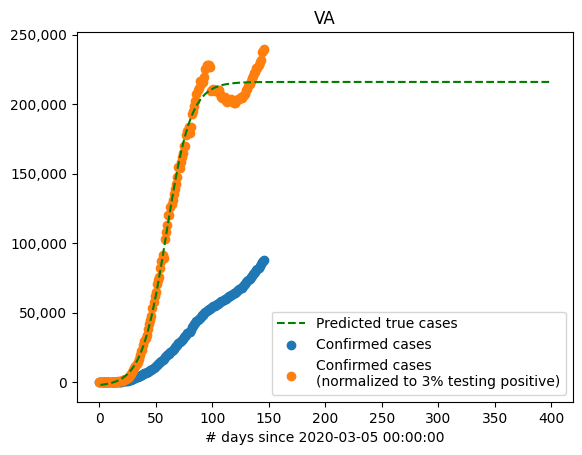 VA
250,000
200,000
150,000
100,000
50,000
0
Predicted true cases
Confirmed cases
Confirmed cases
(normalized to 3% testing positive)
0 50 100 150 200 250 300 350 400
# days since 2020-03-05 00:00:00